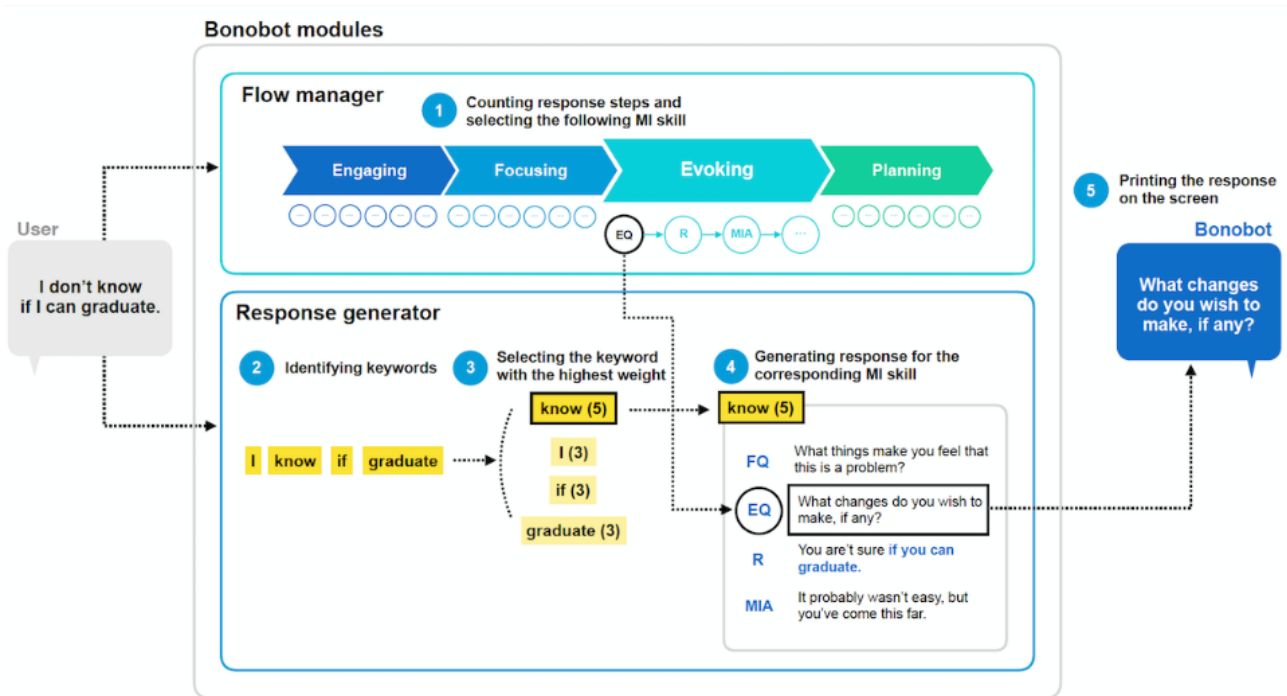 Bonobot modules
Flow manager
1
Counting response steps and
selecting the following MI skill
Engaging
Focusing
Evoking
Planning
... ... ... ... ... ...
... ... ... ... ... ...
EQ
R
MIA
...
... ... ... ... ... ...
User
I don't know
if I can graduate.
Response generator
2
Identifying keywords
3
Selecting the keyword
with the highest weight
4
Generating response for the
corresponding MI skill
I know if graduate
know (5)
I (3)
if (3)
graduate (3)
know (5)
FQ
What things make you feel that
this is a problem?
EQ
What changes do you wish to
make, if any?
R
You are't sure if you can
graduate.
MIA
It probably wasn't easy, but
you've come this far.
5
Printing the response
on the screen
Bonobot
What changes
do you wish to
make, if any?